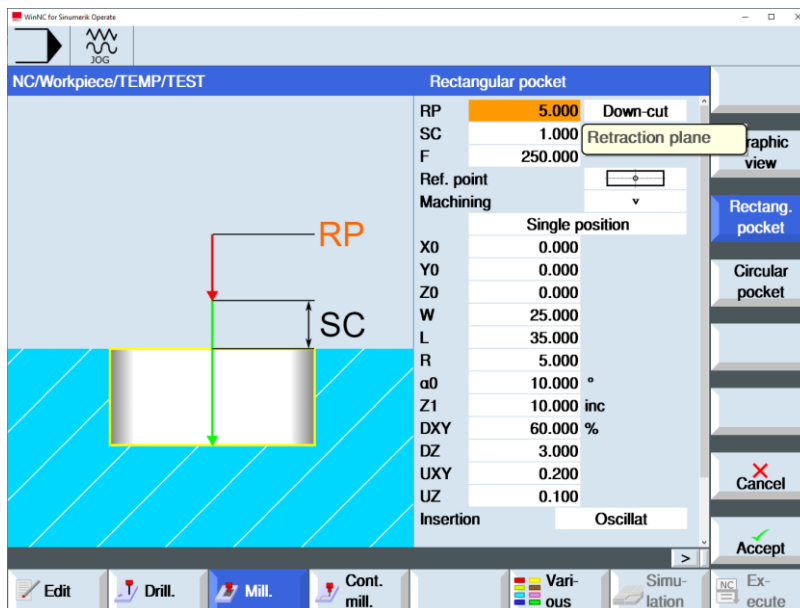 WinNC for Sinumerik Operate
JOG
NC/Workpiece/TEMP/TEST
Rectangular pocket
RP 5.000 Down-cut
SC 1.000
Retraction plane
F 250.000
Ref. point
Machining v
Single position
X0 0.000
Y0 0.000
Z0 0.000
W 25.000
L 35.000
R 5.000
α0 10.000 °
Z1 10.000 inc
DXY 60.000 %
DZ 3.000
UXY 0.200
UZ 0.100
Insertion Oscillat
RP
SC
raphic
view
Rectang.
pocket
Circular
pocket
Cancel
Accept
>
Edit
Drill.
Mill.
Cont.
mill.
Vari-
ous
Simu-
lation
NC
Ex-
ecute